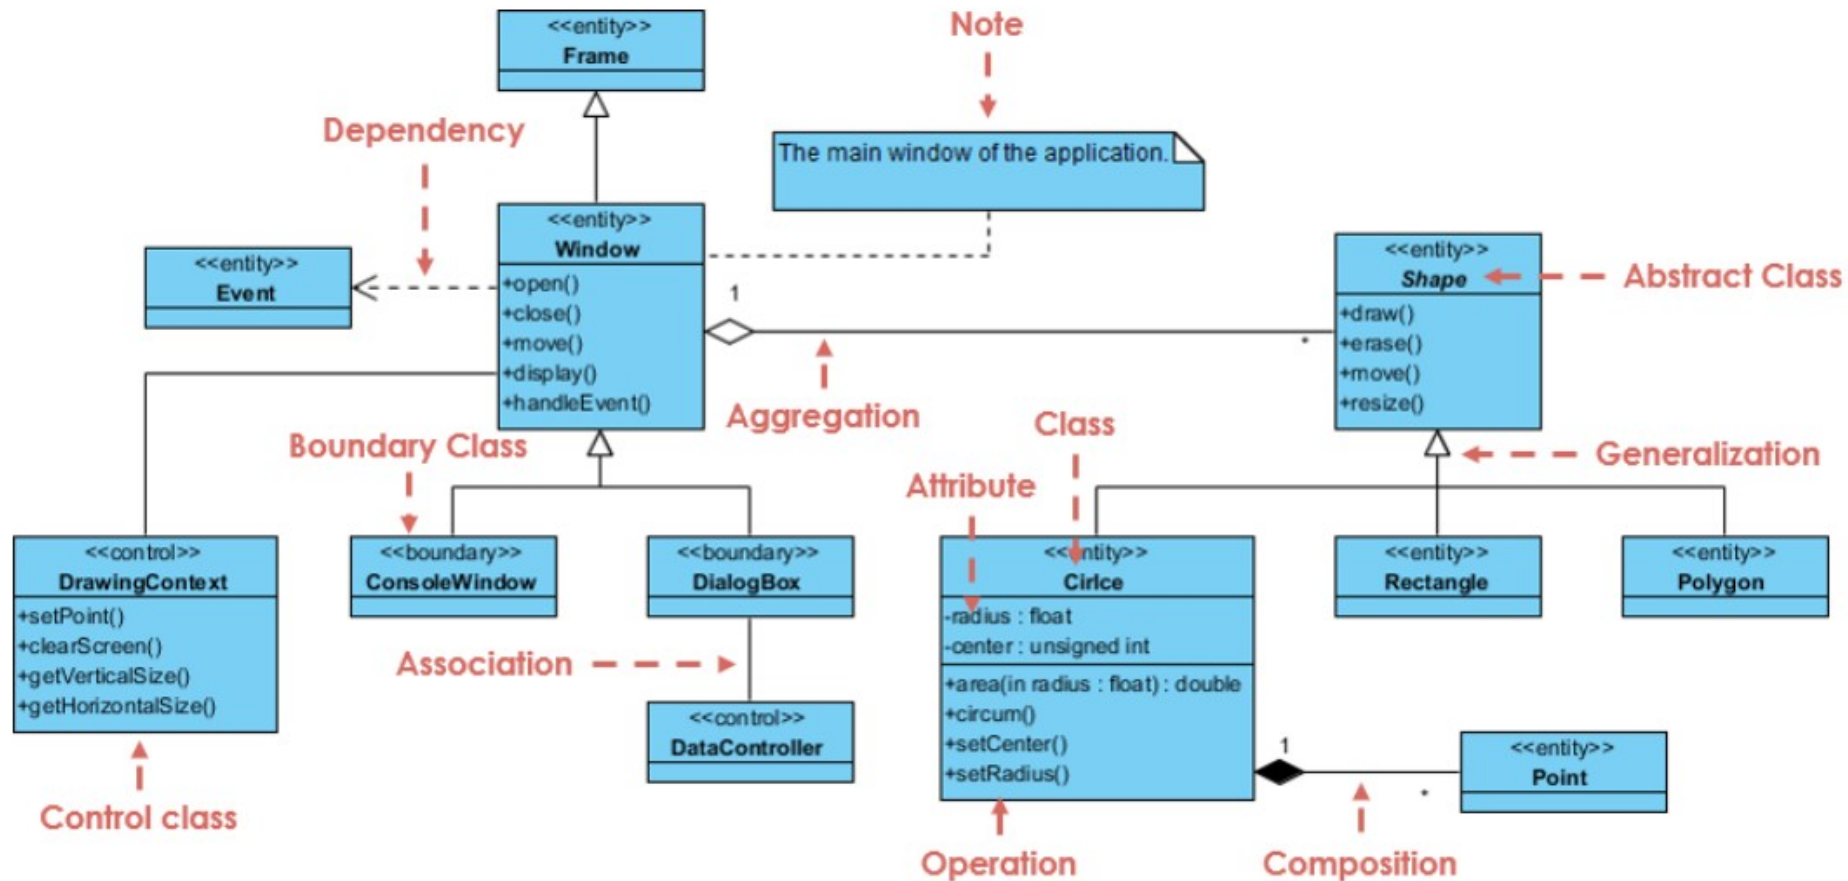 <<entity>>
Frame
Note
Dependency
The main window of the application.
<<entity>>
Window
+open()
+close()
+move()
+display()
+handleEvent()
<<entity>>
Event
1
*
Aggregation
<<entity>>
Shape
+draw()
+erase()
+move()
+resize()
Abstract Class
Generalization
Boundary Class
Class
Attribute
<<control>>
DrawingContext
+setPoint()
+clearScreen()
+getVerticalSize()
+getHorizontalSize()
Control class
<<boundary>>
ConsoleWindow
<<boundary>>
DialogBox
Association
<<control>>
DataController
<<entity>>
Cirlce
-radius : float
-center : unsigned int
+area(in radius : float) : double
+circum()
+setCenter()
+setRadius()
Operation
<<entity>>
Rectangle
<<entity>>
Polygon
1
*
<<entity>>
Point
Composition